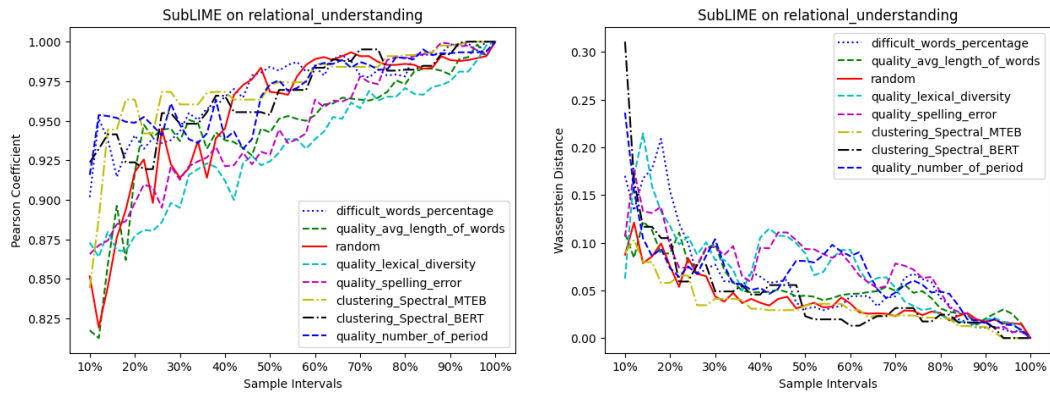 SubLIME on relational_understanding
1.000
0.975
0.950
0.925
0.900
0.875
0.850
0.825
Pearson Coefficient
difficult_words_percentage
quality_avg_length_of_words
random
quality_lexical_diversity
quality_spelling_error
clustering_Spectral_MTEB
clustering_Spectral_BERT
quality_number_of_period
10% 20% 30% 40% 50% 60% 70% 80% 90% 100%
Sample Intervals
SubLIME on relational_understanding
0.30
0.25
0.20
0.15
0.10
0.05
0.00
Wasserstein Distance
difficult_words_percentage
quality_avg_length_of_words
random
quality_lexical_diversity
quality_spelling_error
clustering_Spectral_MTEB
clustering_Spectral_BERT
quality_number_of_period
10% 20% 30% 40% 50% 60% 70% 80% 90% 100%
Sample Intervals